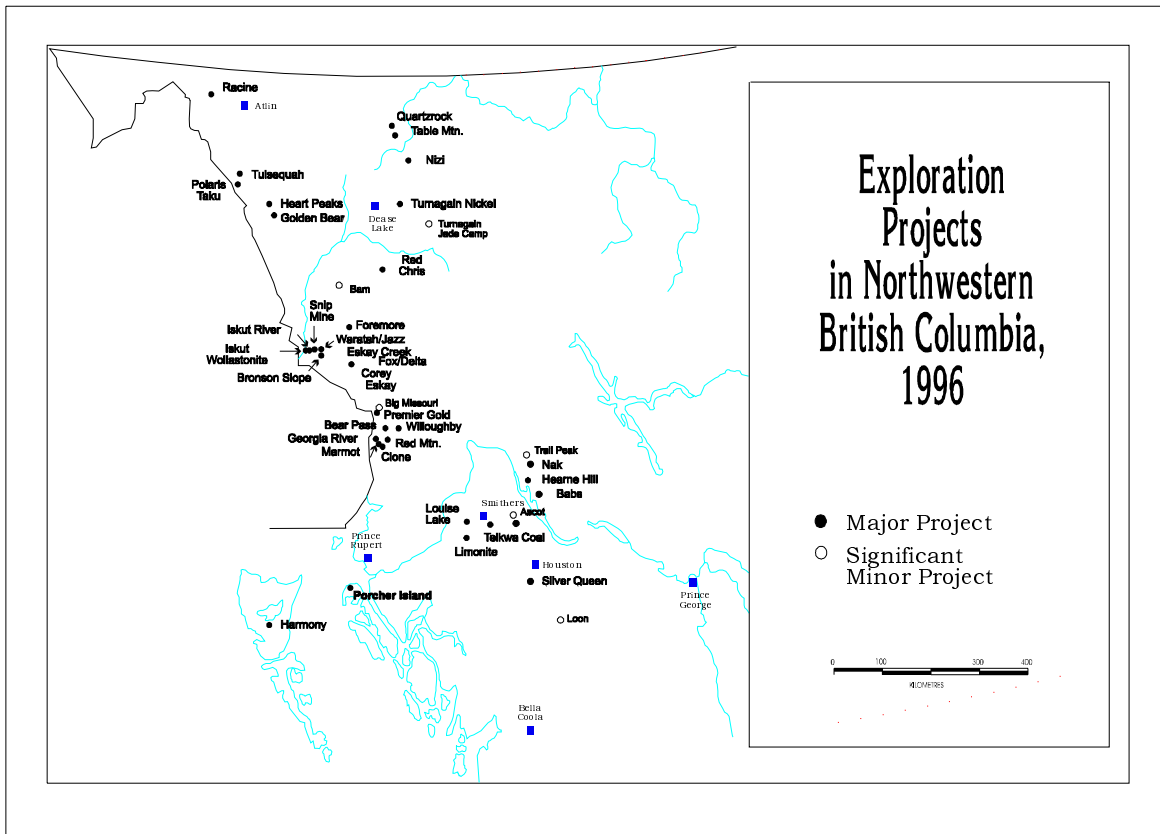 Racine
Atlin
Quartzrock
Table Mtn.
Nizi
Tulsequah
Polaris
Taku
Heart Peaks
Golden Bear
Dease
Lake
Turnagain Nickel
Turnagain
Jade Camp
Red
Chris
Bam
Snip
Mine
Iskut River
Foremore
Waratah/Jazz
Iskut
Wollastonite
Eskay Creek
Fox/Delta
Bronson Slope
Corey
Eskay
Big Missouri
Premier Gold
Bear Pass
Willoughby
Georgia River
Red Mtn.
Marmot
Clone
Trail Peak
Nak
Hearne Hill
Babs
Smithers
Louise
Lake
Ascot
Telkwa Coal
Limonite
Prince
Rupert
Houston
Silver Queen
Prince
George
Porcher Island
Loon
Harmony
Bella
Coola
Exploration
Projects
in Northwestern
British Columbia,
1996
Major Project
Significant
Minor Project
0 100 300 400
KILOMETRES